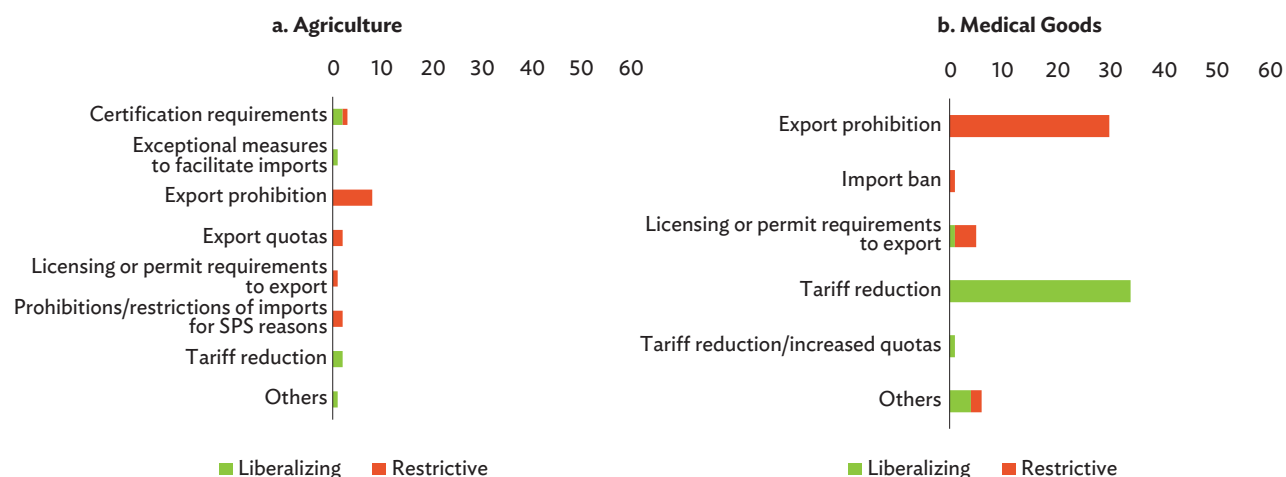 a. Agriculture
0 10 20 30 40 50 60
Certification requirements
Exceptional measures
to facilitate imports
Export prohibition
Export quotas
Licensing or permit requirements
to export
Prohibitions/restrictions of imports
for SPS reasons
Tariff reduction
Others
Liberalizing Restrictive
b. Medical Goods
0 10 20 30 40 50 60
Export prohibition
Import ban
Licensing or permit requirements
to export
Tariff reduction
Tariff reduction/increased quotas
Others
Liberalizing Restrictive